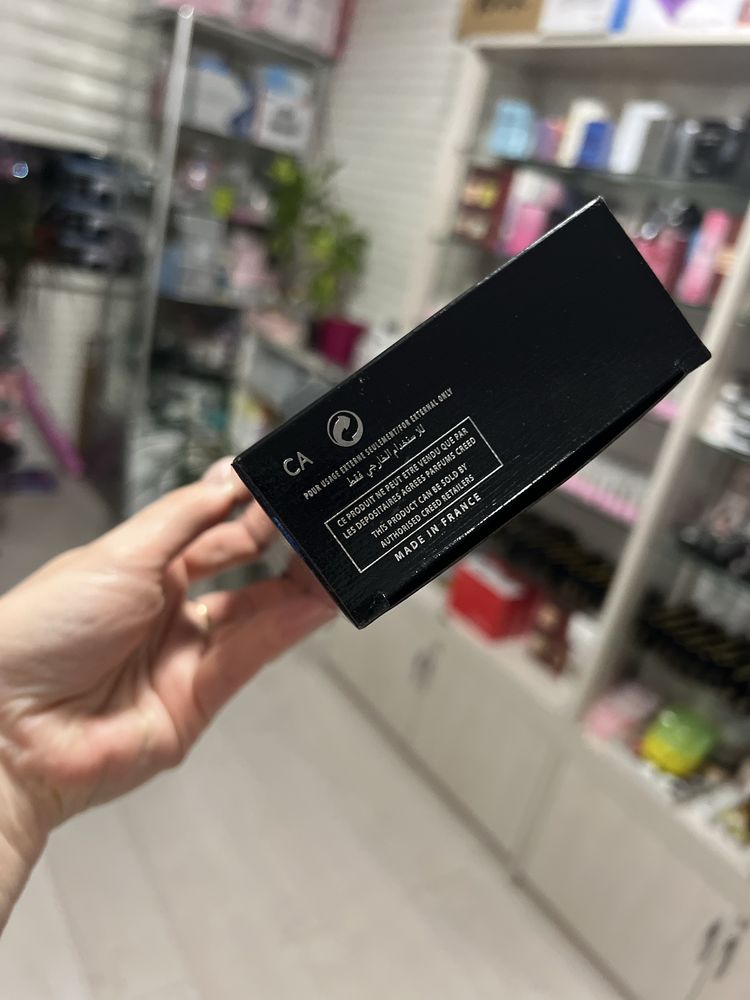 CA
POUR USAGE EXTERNE SEULEMENT/FOR EXTERNAL ONLY
للاستخدام الخارجي فقط
CE PRODUIT NE PEUT ETRE VENDU QUE PAR
LES DEPOSITAIRES AGREES PARFUMS CREED
THIS PRODUCT CAN BE SOLD BY
AUTHORISED CREED RETAILERS
MADE IN FRANCE